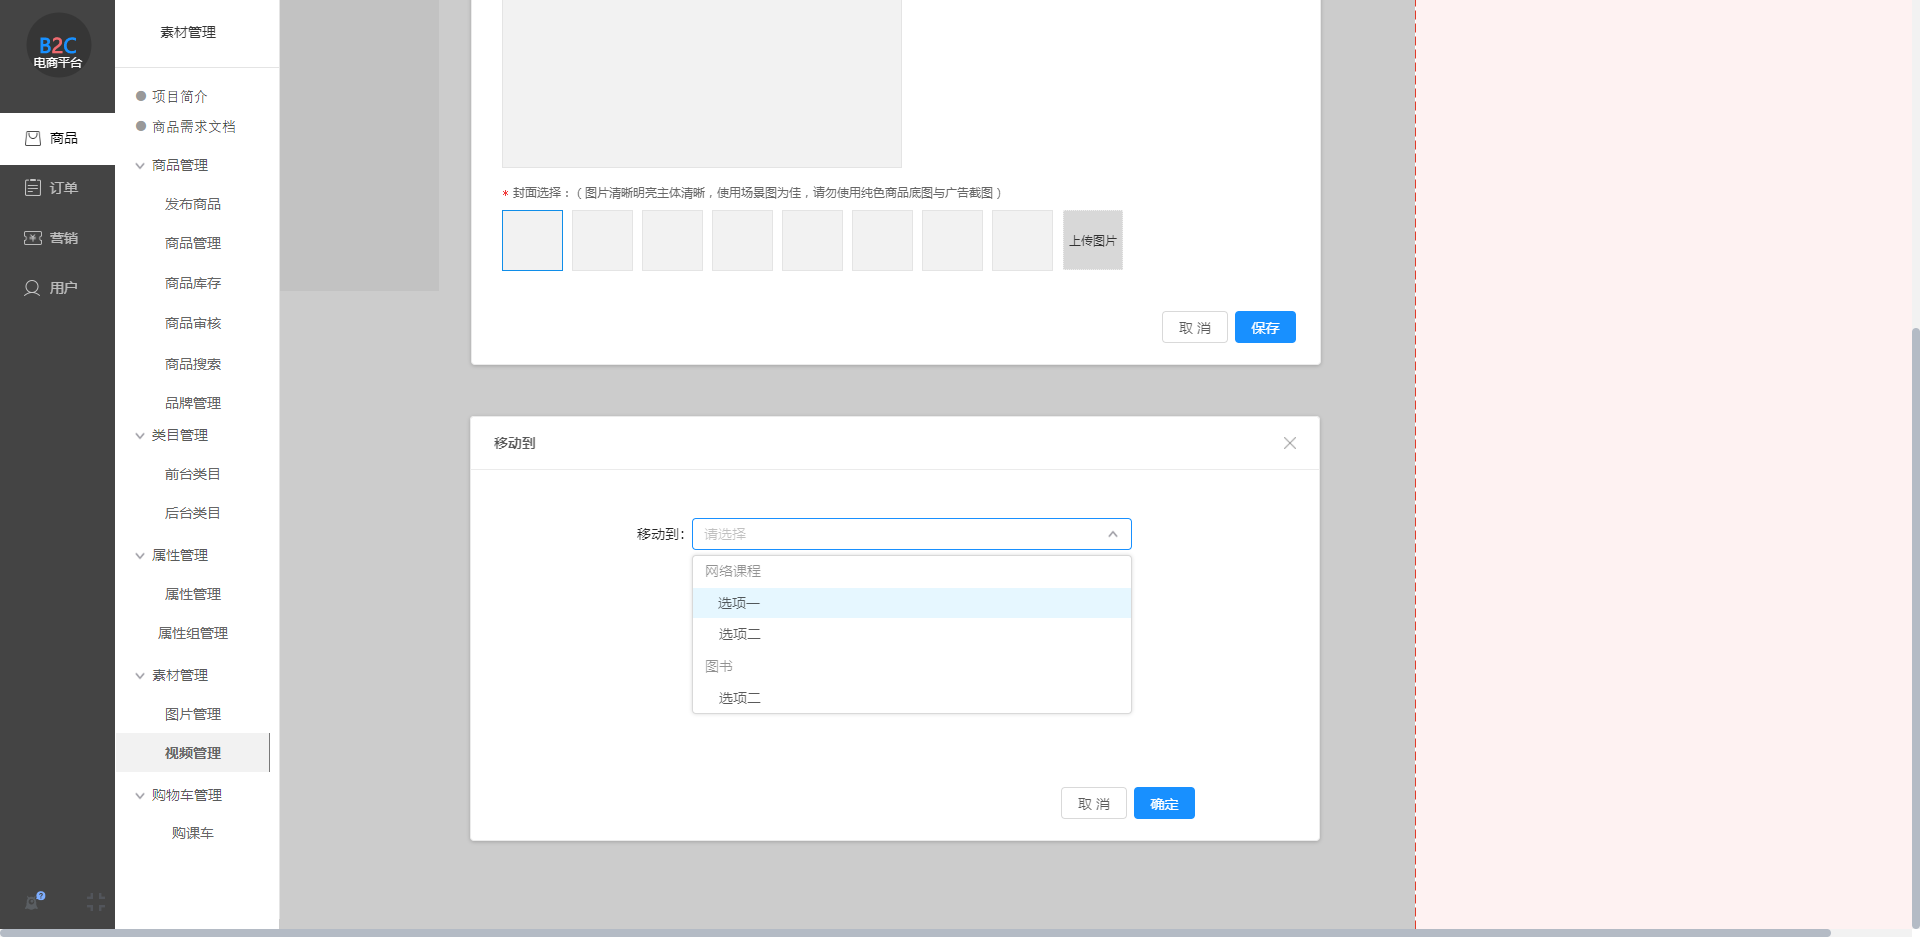 B2C
电商平台
商品
订单
营销
用户
素材管理
项目简介
商品需求文档
商品管理
发布商品
商品管理
商品库存
商品审核
商品搜索
品牌管理
类目管理
前台类目
后台类目
属性管理
属性管理
属性组管理
素材管理
图片管理
视频管理
购物车管理
购课车
* 封面选择：（图片清晰明亮主体清晰，使用场景图为佳，请勿使用纯色商品底图与广告截图）
上传图片
取 消
保存
移动到
移动到：
请选择
网络课程
选项一
选项二
图书
选项二
取 消
确定
?